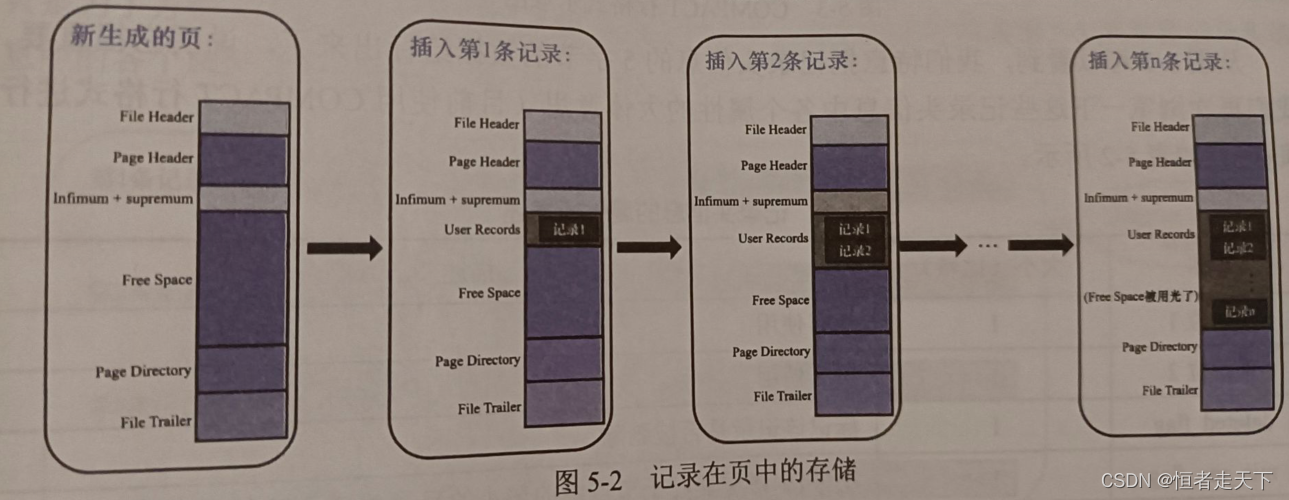 新生成的页：
File Header
Page Header
Infimum + supremum
Free Space
Page Directory
File Trailer
插入第1条记录：
File Header
Page Header
Infimum + supremum
User Records
记录1
Free Space
Page Directory
File Trailer
插入第2条记录：
File Header
Page Header
Infimum + supremum
User Records
记录1
记录2
Free Space
Page Directory
File Trailer
...
插入第n条记录：
File Header
Page Header
Infimum + supremum
User Records
记录1
记录2
(Free Space被用光了)
记录n
Page Directory
File Trailer
图 5-2 记录在页中的存储
CSDN @恒者走天下